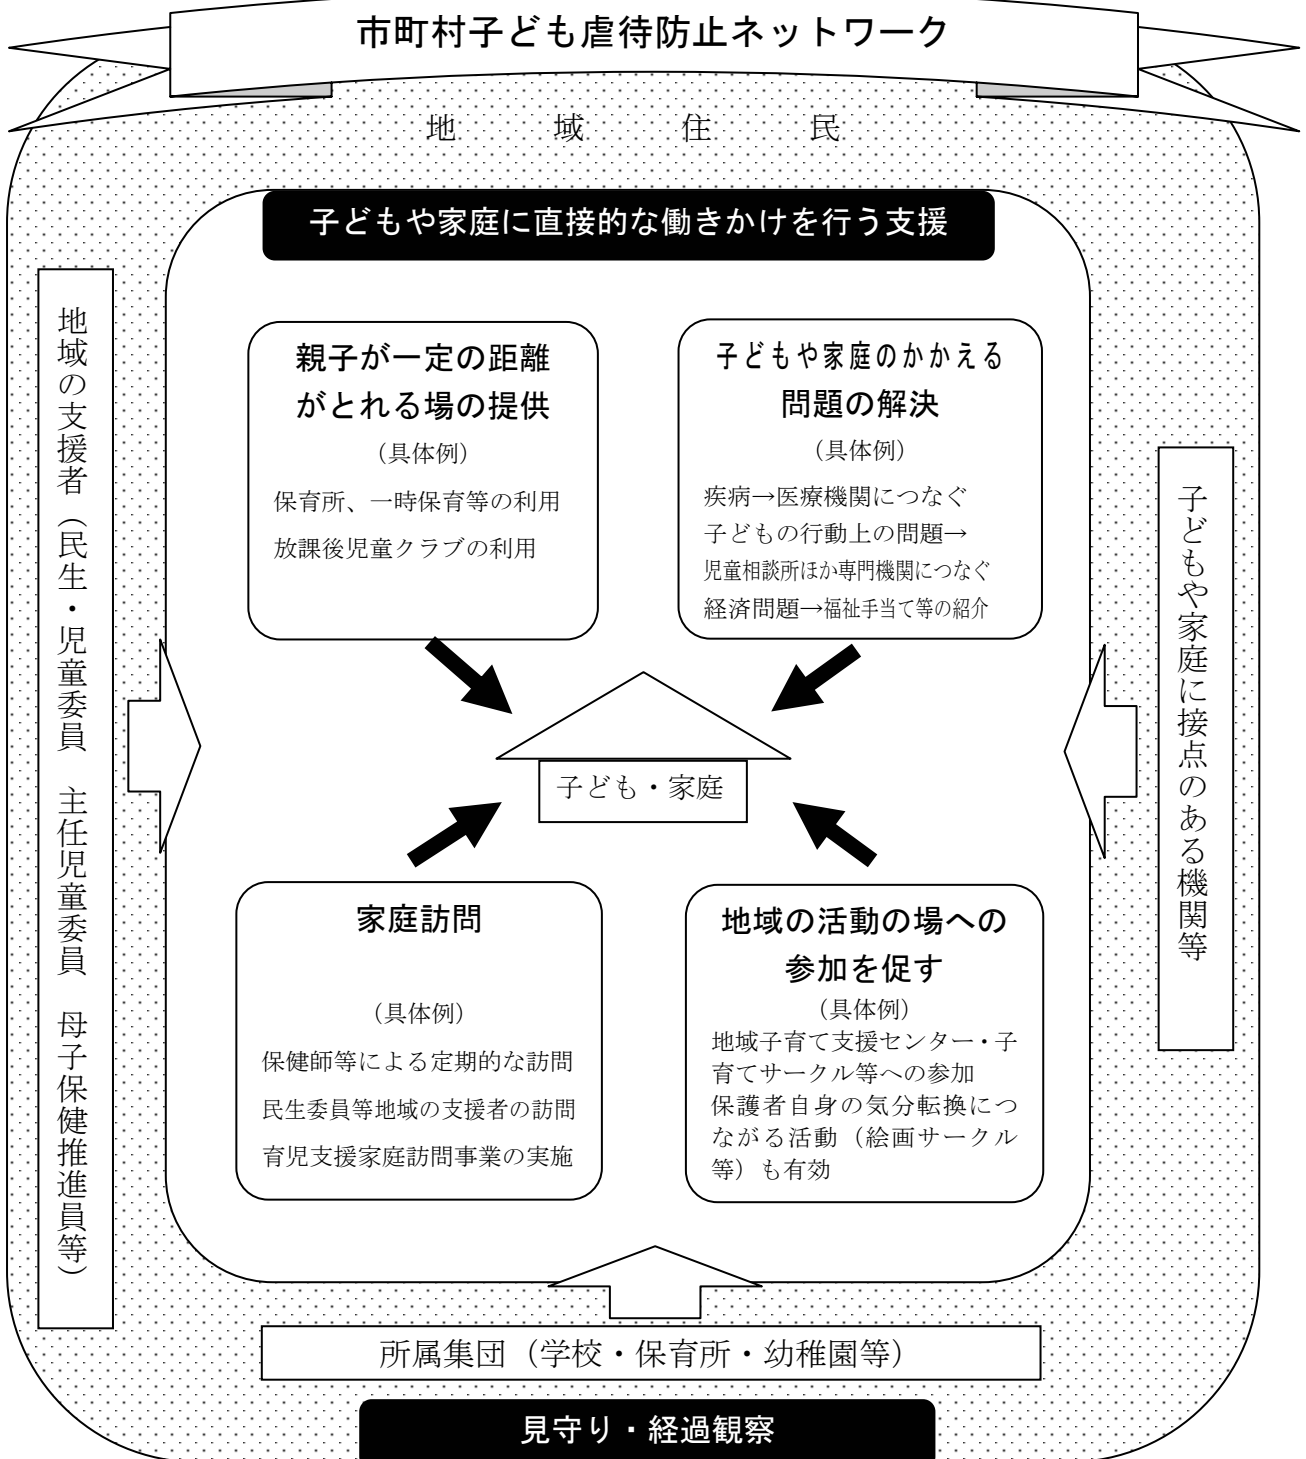 市町村子ども虐待防止ネットワーク
地域住民
子どもや家庭に直接的な働きかけを行う支援
地域の支援者（民生・児童委員　主任児童委員　母子保健推進員等）
親子が一定の距離
がとれる場の提供
（具体例）
保育所、一時保育等の利用
放課後児童クラブの利用
子どもや家庭のかかえる
問題の解決
（具体例）
疾病→医療機関につなぐ
子どもの行動上の問題→
児童相談所ほか専門機関につなぐ
経済問題→福祉手当て等の紹介
子どもや家庭に接点のある機関等
子ども・家庭
家庭訪問
（具体例）
保健師等による定期的な訪問
民生委員等地域の支援者の訪問
育児支援家庭訪問事業の実施
地域の活動の場への
参加を促す
（具体例）
地域子育て支援センター・子
育てサークル等への参加
保護者自身の気分転換につ
ながる活動（絵画サークル
等）も有効
所属集団（学校・保育所・幼稚園等）
見守り・経過観察